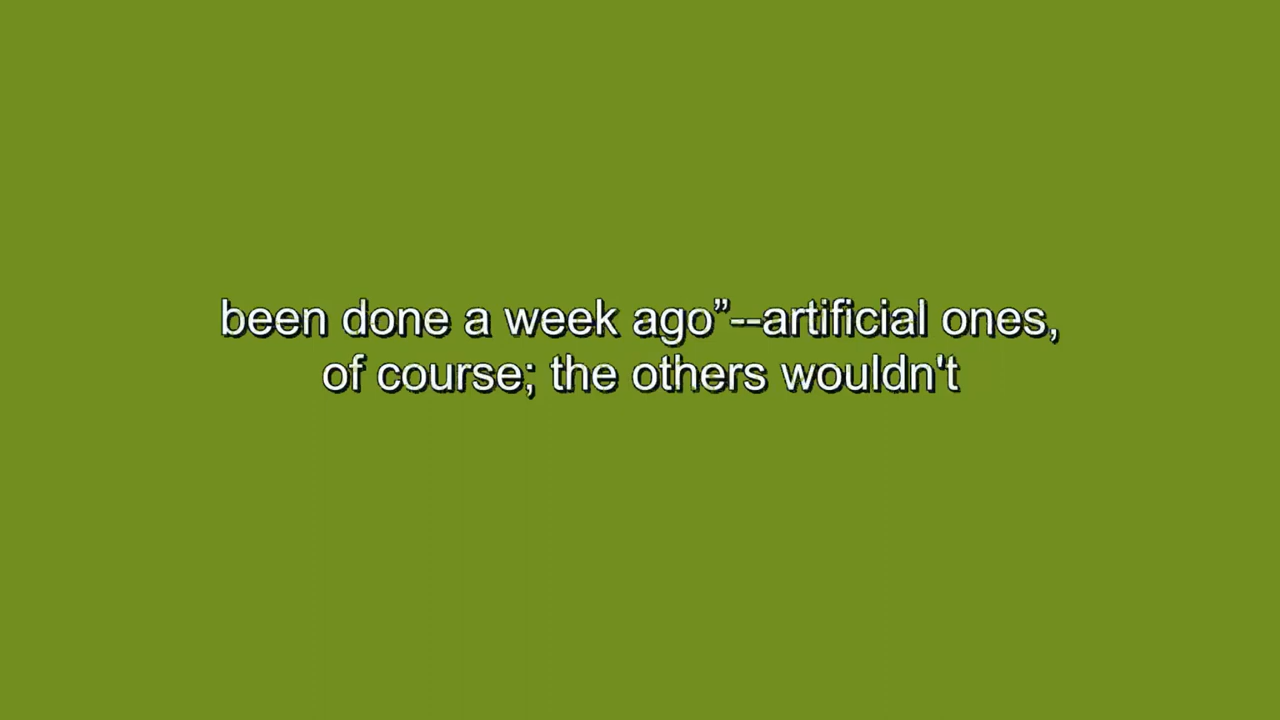 been done a week ago”--artificial ones,
of course; the others wouldn't